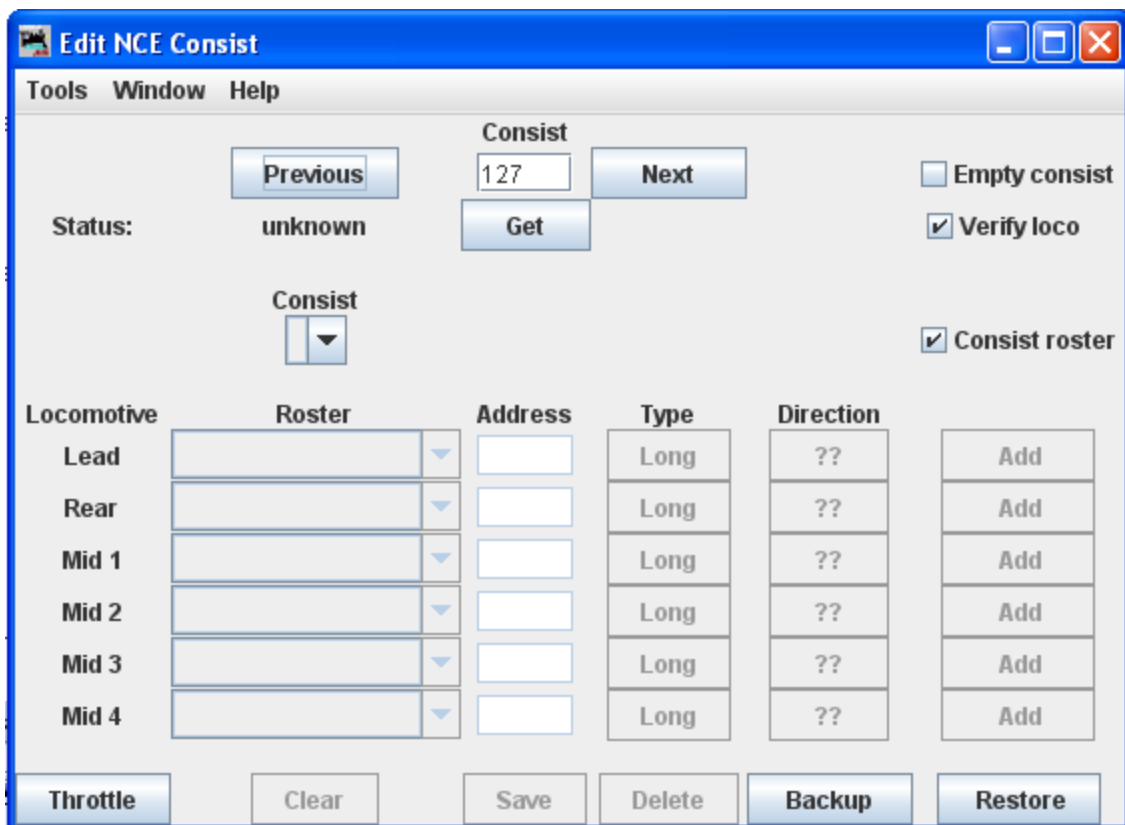 Edit NCE Consist
Tools Window Help
Consist
Previous 127 Next Empty consist
Status: unknown Get Verify loco
Consist
Consist roster
Locomotive Roster Address Type Direction
Lead Long ?? Add
Rear Long ?? Add
Mid 1 Long ?? Add
Mid 2 Long ?? Add
Mid 3 Long ?? Add
Mid 4 Long ?? Add
Throttle Clear Save Delete Backup Restore